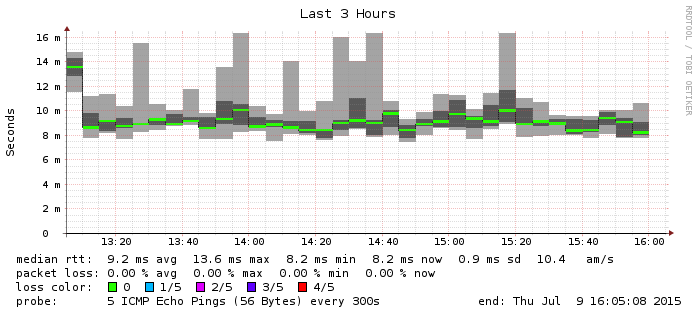 Last 3 Hours
RRDTOOL / TOBI OETIKER
Seconds
16 m
14 m
12 m
10 m
8 m
6 m
4 m
2 m
0
13:20 13:40 14:00 14:20 14:40 15:00 15:20 15:40 16:00
median rtt: 9.2 ms avg 13.6 ms max 8.2 ms min 8.2 ms now 0.9 ms sd 10.4 am/s
packet loss: 0.00 % avg 0.00 % max 0.00 % min 0.00 % now
loss color: 0 1/5 2/5 3/5 4/5
probe: 5 ICMP Echo Pings (56 Bytes) every 300s end: Thu Jul 9 16:05:08 2015